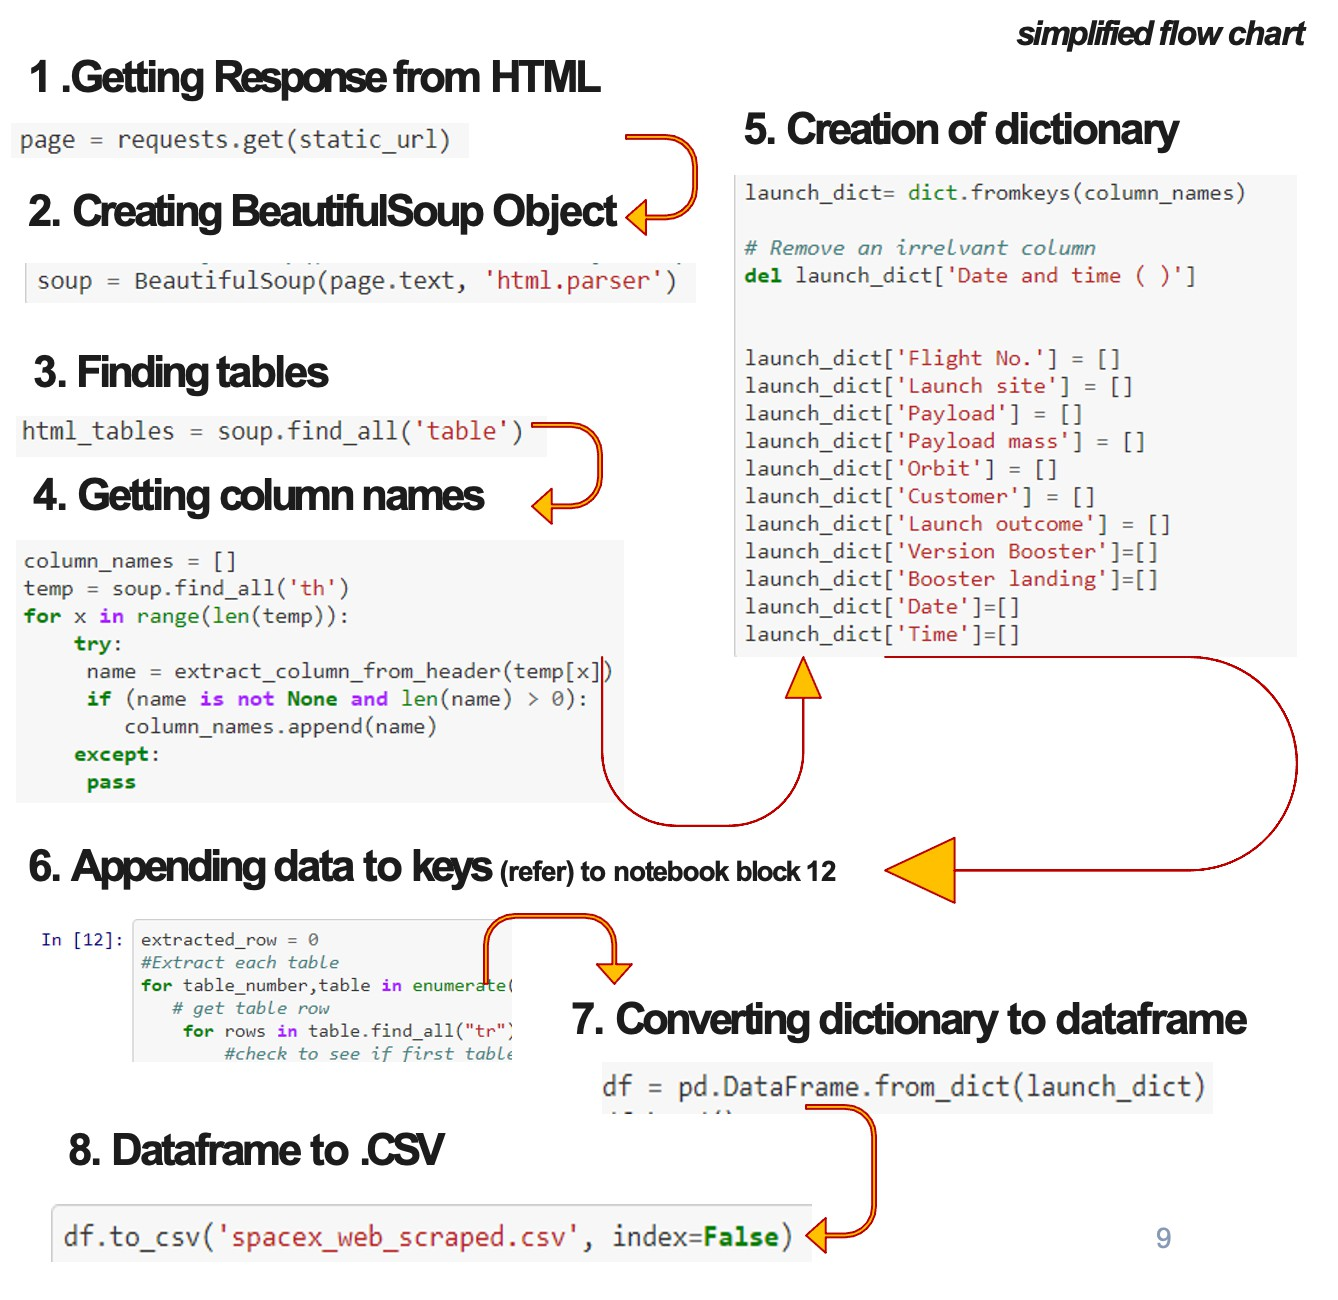 simplified flow chart
1 .Getting Response from HTML
page = requests.get(static_url)
2. Creating BeautifulSoup Object
soup = BeautifulSoup(page.text, 'html.parser')
3. Finding tables
html_tables = soup.find_all('table')
4. Getting column names
column_names = []
temp = soup.find_all('th')
for x in range(len(temp)):
    try:
     name = extract_column_from_header(temp[x])
     if (name is not None and len(name) > 0):
        column_names.append(name)
    except:
     pass
5. Creation of dictionary
launch_dict= dict.fromkeys(column_names)
# Remove an irrelvant column
del launch_dict['Date and time ( )']
launch_dict['Flight No.'] = []
launch_dict['Launch site'] = []
launch_dict['Payload'] = []
launch_dict['Payload mass'] = []
launch_dict['Orbit'] = []
launch_dict['Customer'] = []
launch_dict['Launch outcome'] = []
launch_dict['Version Booster']=[]
launch_dict['Booster landing']=[]
launch_dict['Date']=[]
launch_dict['Time']=[]
6. Appending data to keys (refer) to notebook block 12
In [12]: extracted_row = 0
#Extract each table
for table_number,table in enumerate(
   # get table row
    for rows in table.find_all("tr")
        #check to see if first table
7. Converting dictionary to dataframe
df = pd.DataFrame.from_dict(launch_dict)
8. Dataframe to .CSV
df.to_csv('spacex_web_scraped.csv', index=False)
9